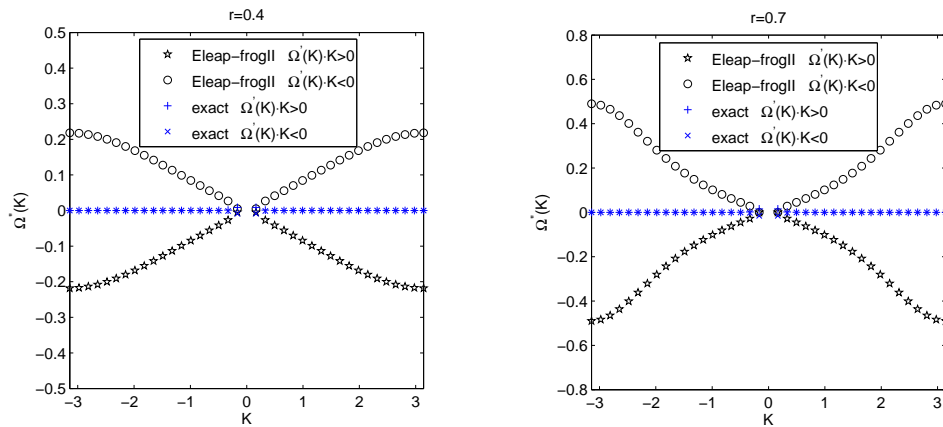 r=0.4
0.5
0.4
0.3
0.2
0.1
0
−0.1
−0.2
−0.3
−0.4
−0.5
Ω''(K)
Eleap−frogII Ω'(K)⋅K>0
Eleap−frogII Ω'(K)⋅K<0
exact Ω'(K)⋅K>0
exact Ω'(K)⋅K<0
−3 −2 −1 0 1 2 3
K
r=0.7
0.8
0.6
0.4
0.2
0
−0.2
−0.4
−0.6
−0.8
Ω''(K)
Eleap−frogII Ω'(K)⋅K>0
Eleap−frogII Ω'(K)⋅K<0
exact Ω'(K)⋅K>0
exact Ω'(K)⋅K<0
−3 −2 −1 0 1 2 3
K